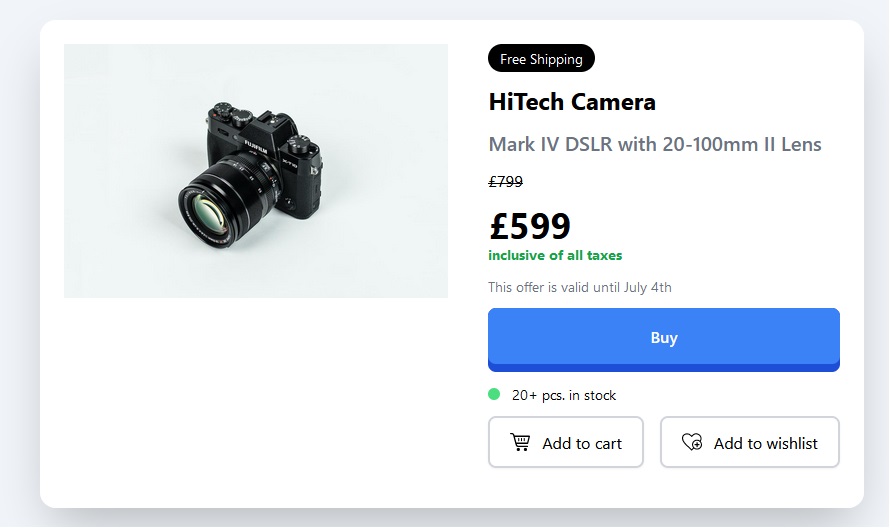 FUJIFILM
X-T10
Free Shipping
HiTech Camera
Mark IV DSLR with 20-100mm II Lens
£799
£599
inclusive of all taxes
This offer is valid until July 4th
Buy
20+ pcs. in stock
Add to cart
Add to wishlist